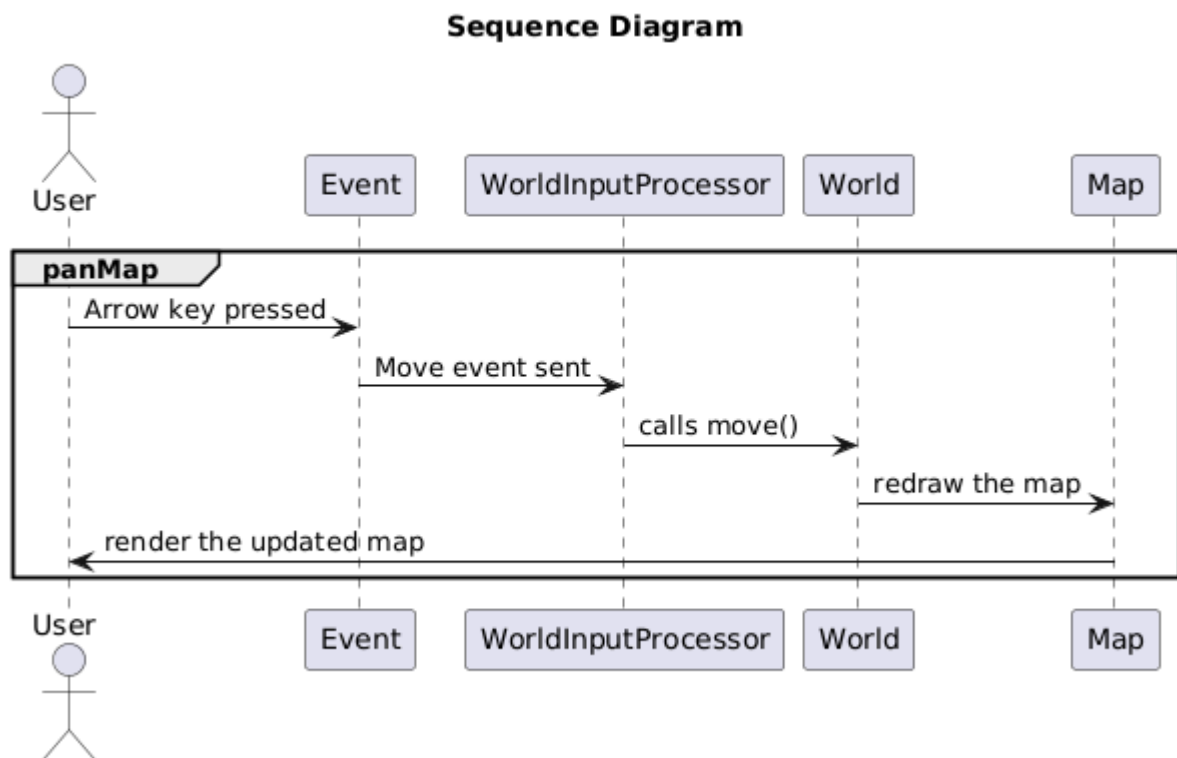 Sequence Diagram
User
Event
WorldInputProcessor
World
Map
panMap
Arrow key pressed
Move event sent
calls move()
redraw the map
render the updated map
User
Event
WorldInputProcessor
World
Map